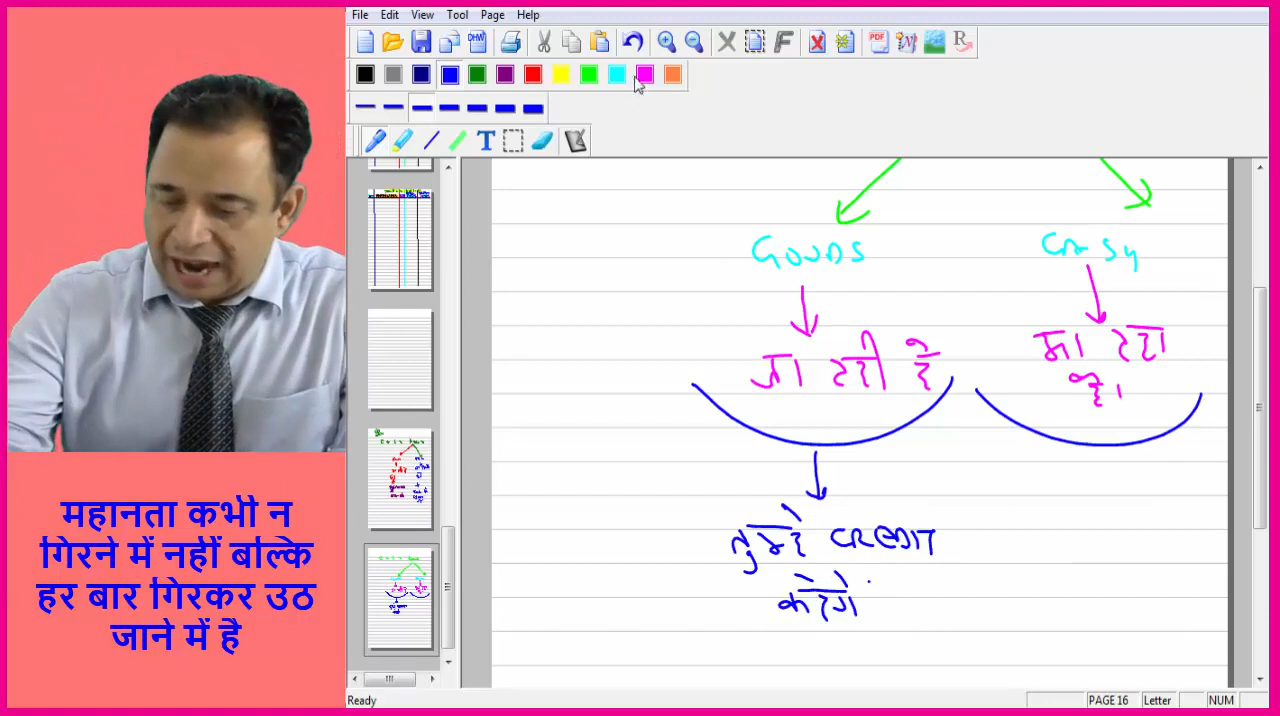 File Edit View Tool Page Help
GOODS CASH
जा रही है
आ रहा
है।
तुम्हे CREDIT
करेंगे
महानता कभी न
गिरने में नहीं बल्कि
हर बार गिरकर उठ
जाने में है
Ready PAGE 16 Letter NUM